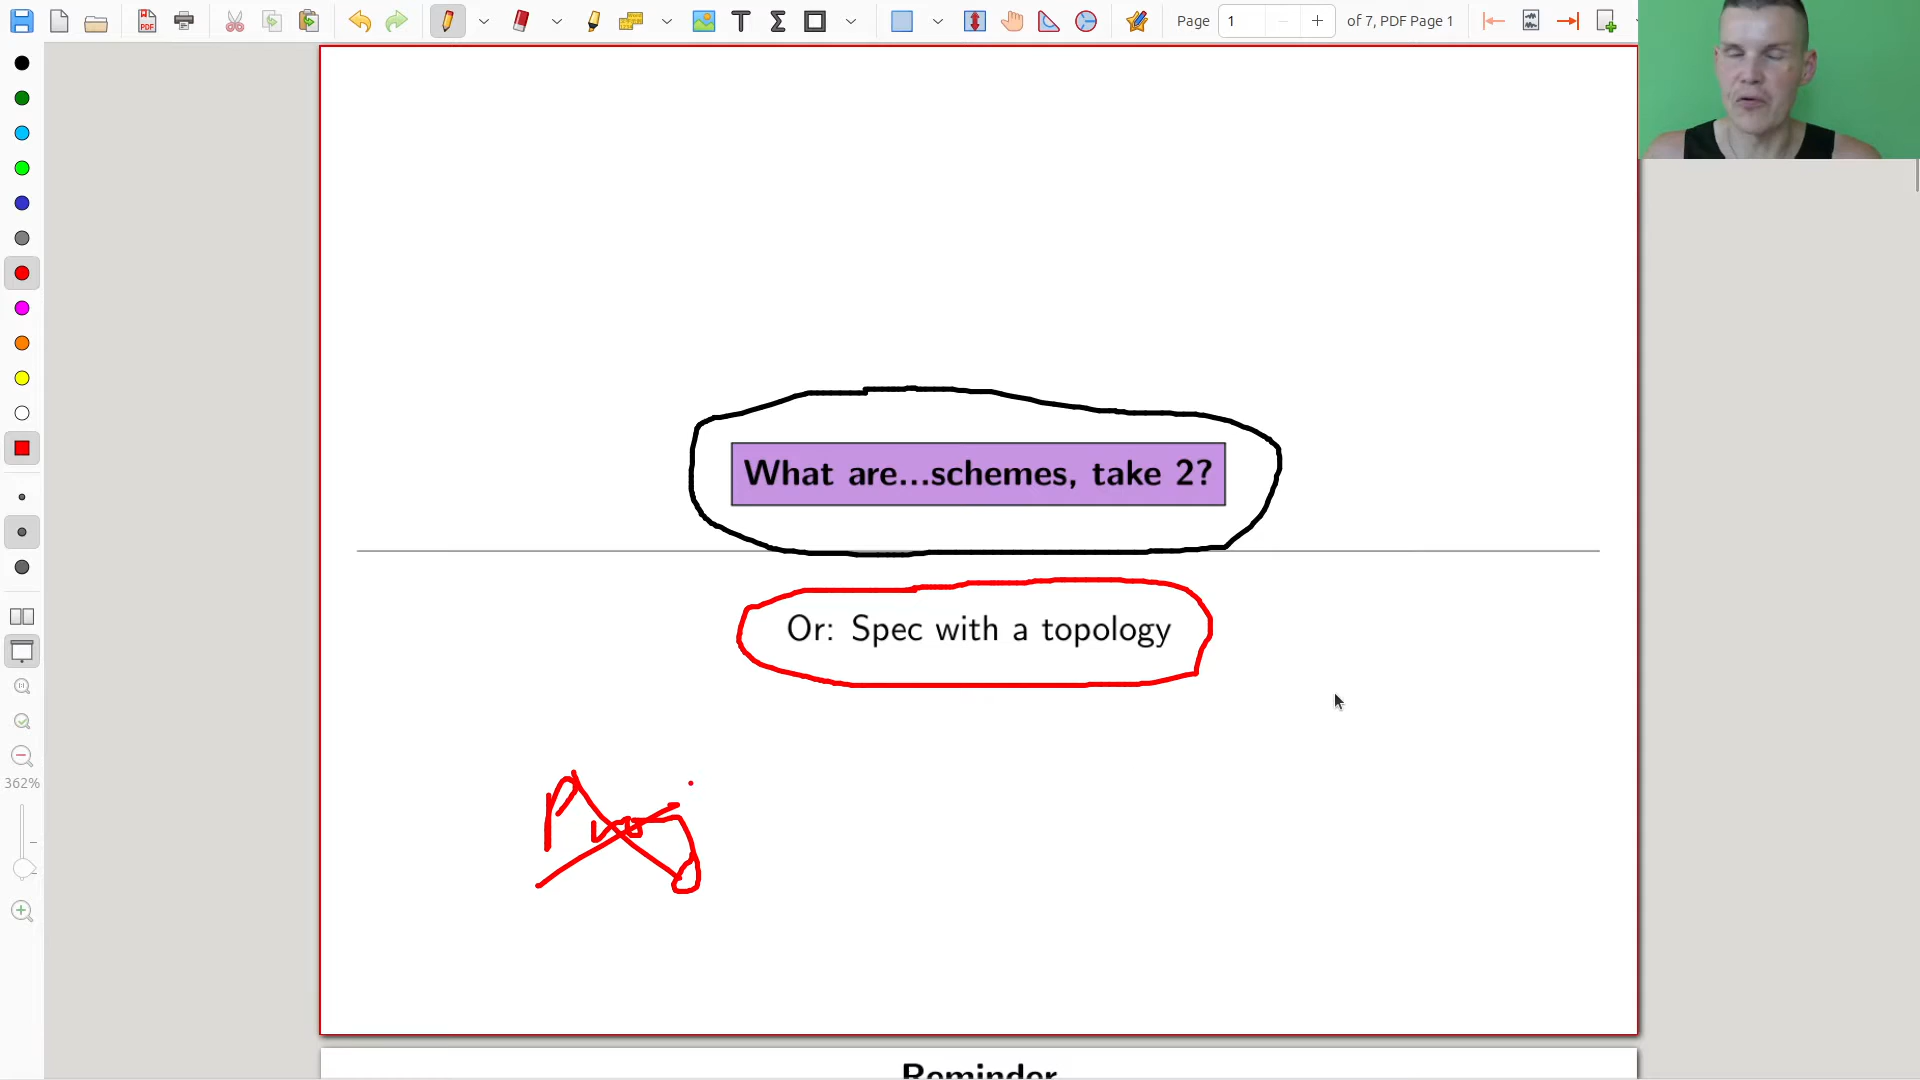 Page 1 of 7, PDF Page 1
What are...schemes, take 2?
Or: Spec with a topology
362%
Reminder